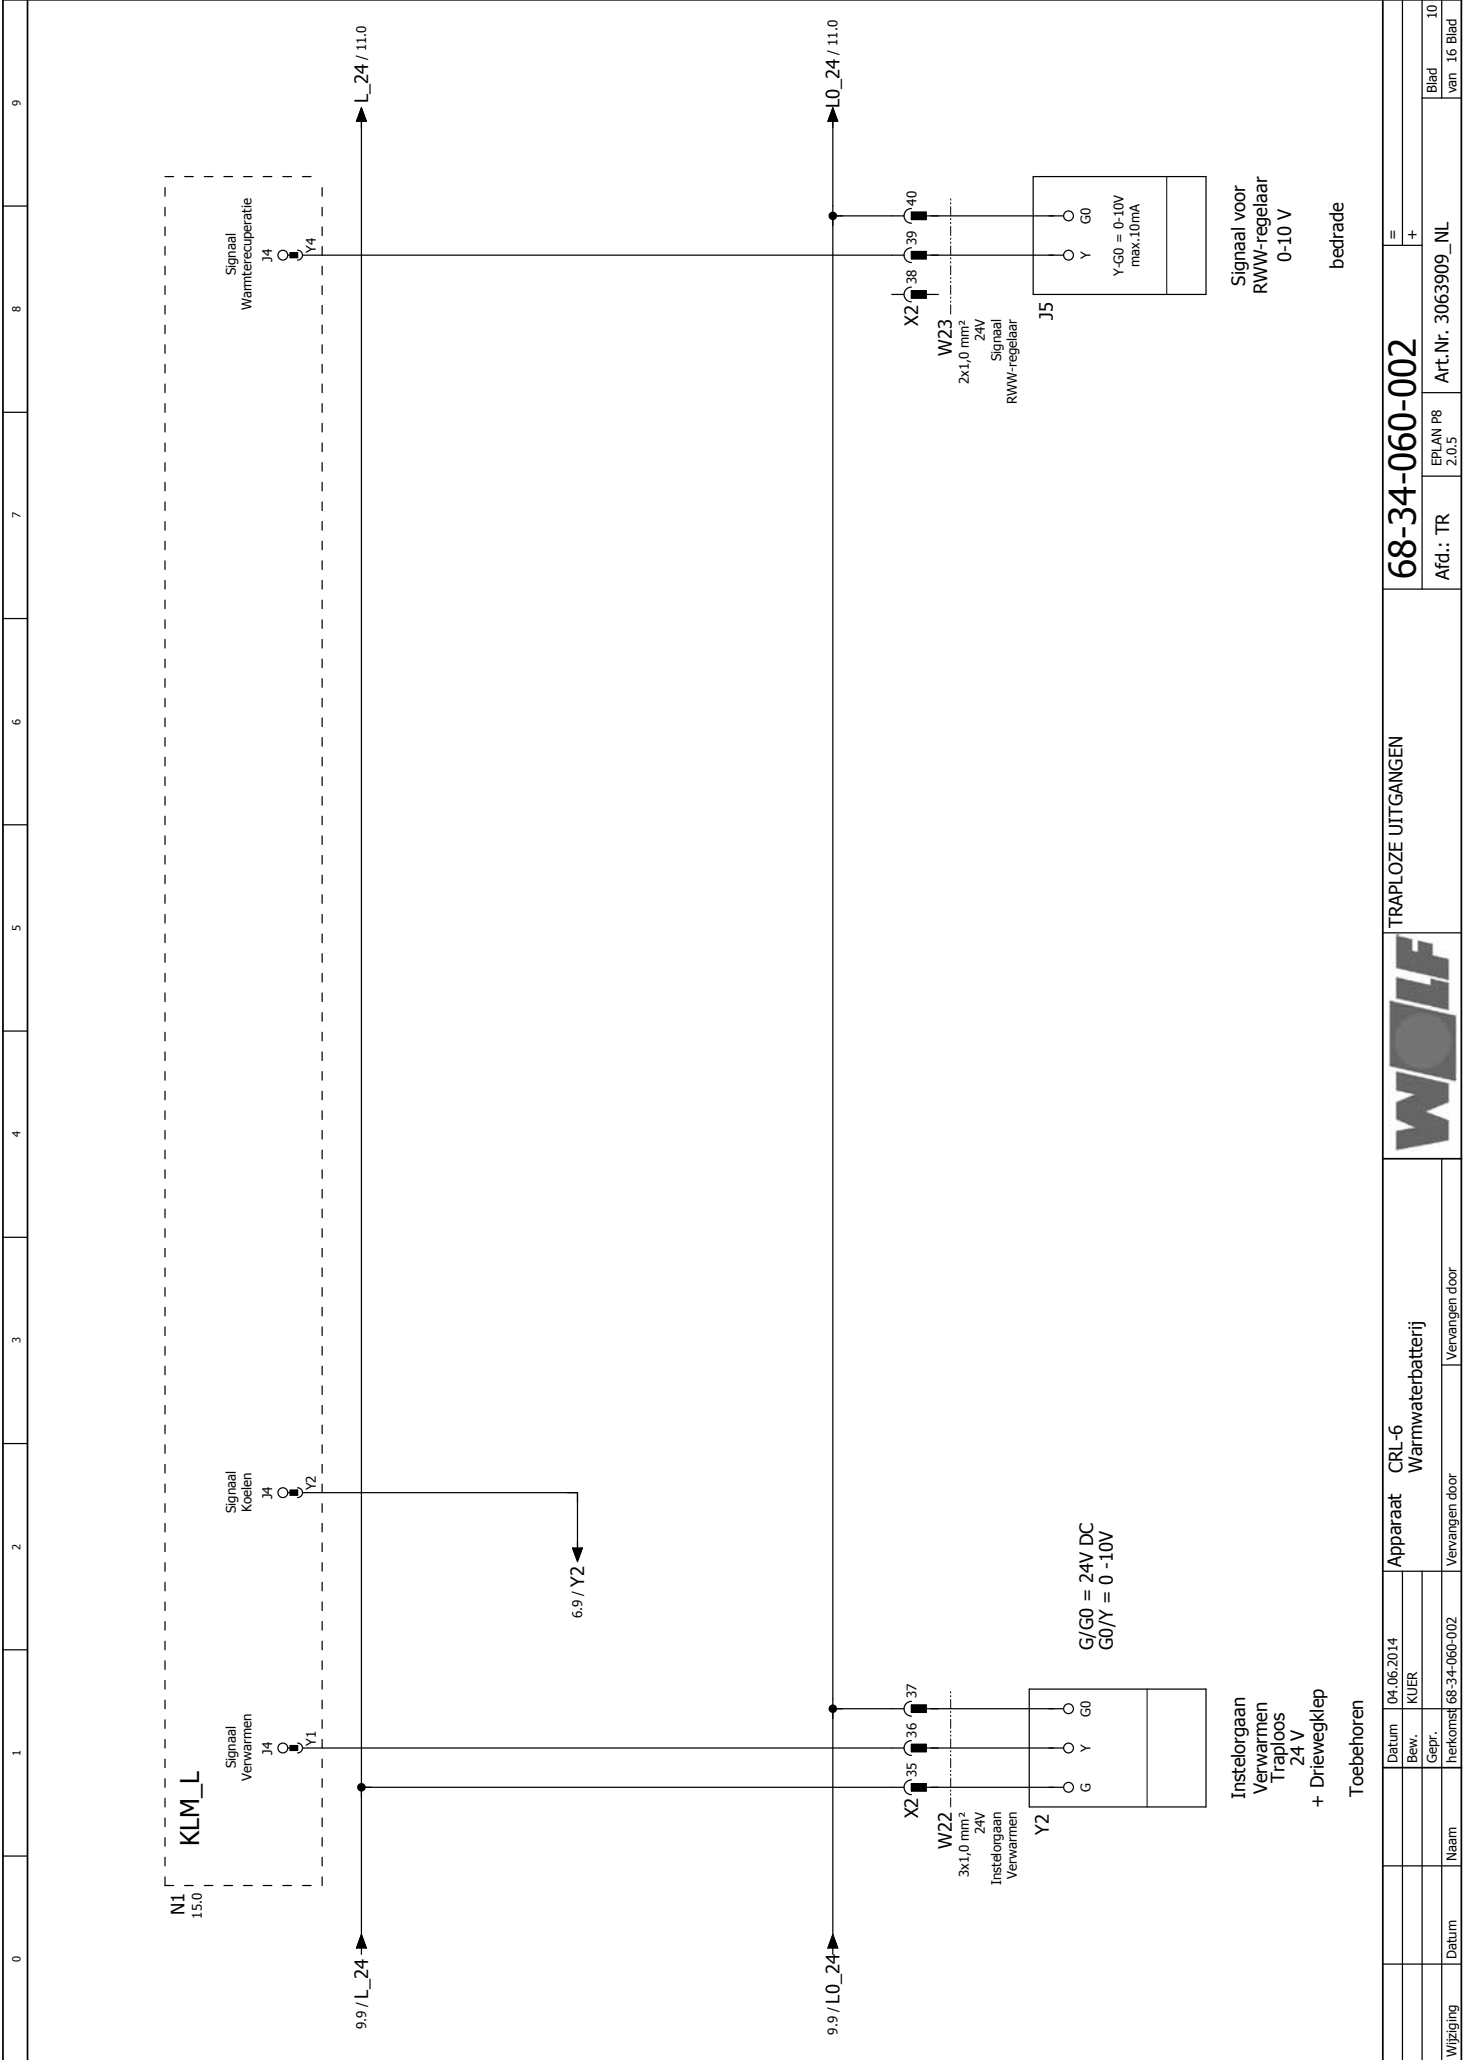 0
1
2
3
4
5
6
7
8
9
N1
15.0
KLM_L
Signaal
Verwarmen
J4
Y1
Signaal
Koelen
J4
Y2
Signaal
Warmterecuperatie
J4
Y4
9.9 / L_24
L_24 / 11.0
6.9 / Y2
9.9 / L0_24
L0_24 / 11.0
X2
35
36
37
W22
3x1,0 mm²
24V
Instelorgaan
Verwarmen
Y2
G
Y
G0
G/G0 = 24V DC
G0/Y = 0 -10V
Instelorgaan
Verwarmen
Traploos
24 V
+ Driewegklep
Toebehoren
X2
38
39
40
W23
2x1,0 mm²
24V
Signaal
RWW-regelaar
J5
Y
G0
Y-G0 = 0-10V
max.10mA
Signaal voor
RWW-regelaar
0-10 V
bedrade
Wijziging
Datum
Naam
Datum
04.06.2014
Bew.
KUER
Gepr.
herkomst
68-34-060-002
Apparaat
CRL-6
Warmwaterbatterij
Vervangen door
Vervangen door
WOLF
TRAPLOZE UITGANGEN
68-34-060-002
Afd.: TR
EPLAN P8
2.0.5
Art.Nr. 3063909_NL
=
+
Blad
10
van
16 Blad